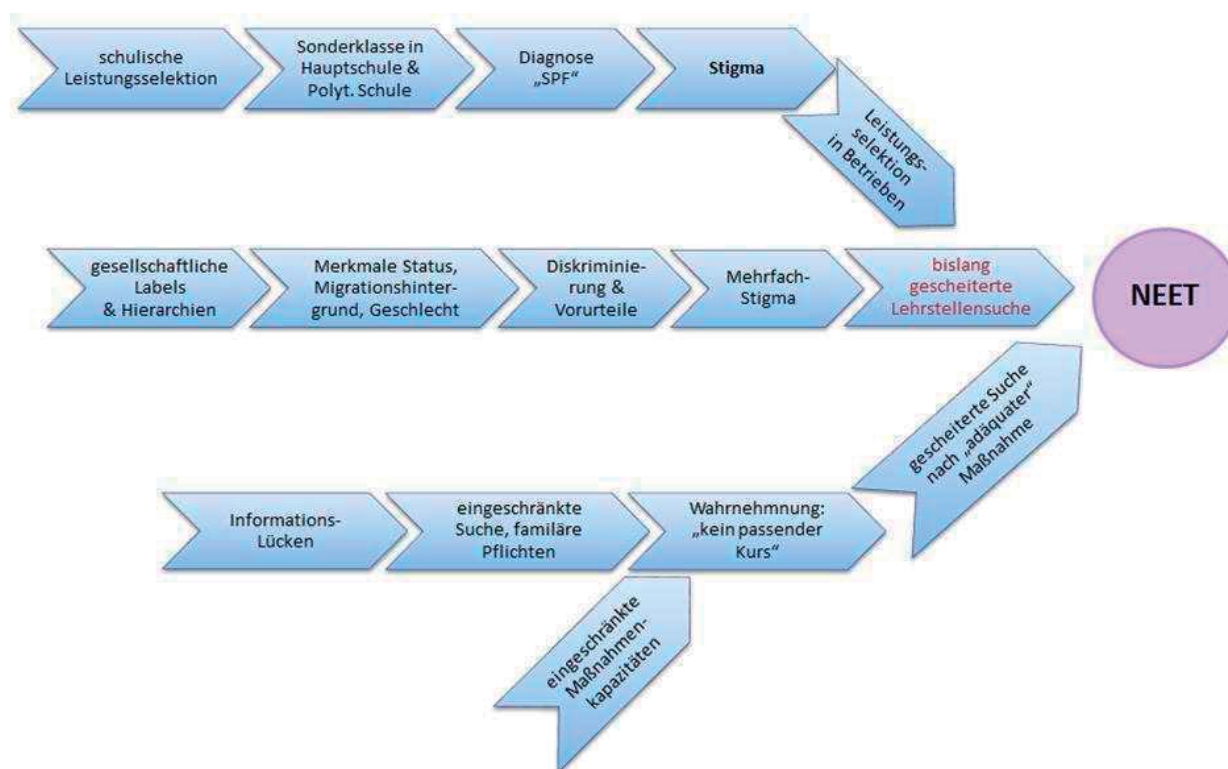 schulische
Leistungsselektion
Sonderklasse in
Hauptschule &
Polyt. Schule
Diagnose
„SPF“
Stigma
Leistungs-
selektion
in Betrieben
gesellschaftliche
Labels
& Hierarchien
Merkmale Status,
Migrationshinter-
grund, Geschlecht
Diskriminie-
rung &
Vorurteile
Mehrfach-
Stigma
bislang
gescheiterte
Lehrstellensuche
NEET
gescheiterte Suche
nach „adäquater“
Maßnahme
Informations-
Lücken
eingeschränkte
Suche, familäre
Pflichten
Wahrnehmnung:
„kein passender
Kurs“
eingeschränkte
Maßnahmen-
kapazitäten